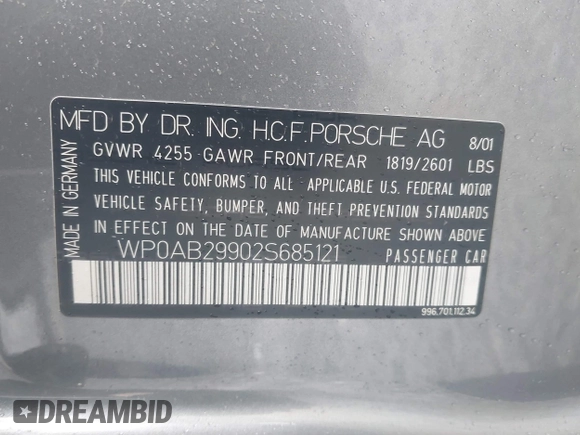 MFD BY DR. ING. H.C.F. PORSCHE AG 8/01
GVWR 4255 GAWR FRONT/REAR 1819/2601 LBS
THIS VEHICLE CONFORMS TO ALL APPLICABLE U.S. FEDERAL MOTOR
VEHICLE SAFETY, BUMPER, AND THEFT PREVENTION STANDARDS
IN EFFECT ON THE DATE OF MANUFACTURE SHOWN ABOVE
WP0AB29902S685121 PASSENGER CAR
MADE IN GERMANY
996.701.112.34
DREAMBID